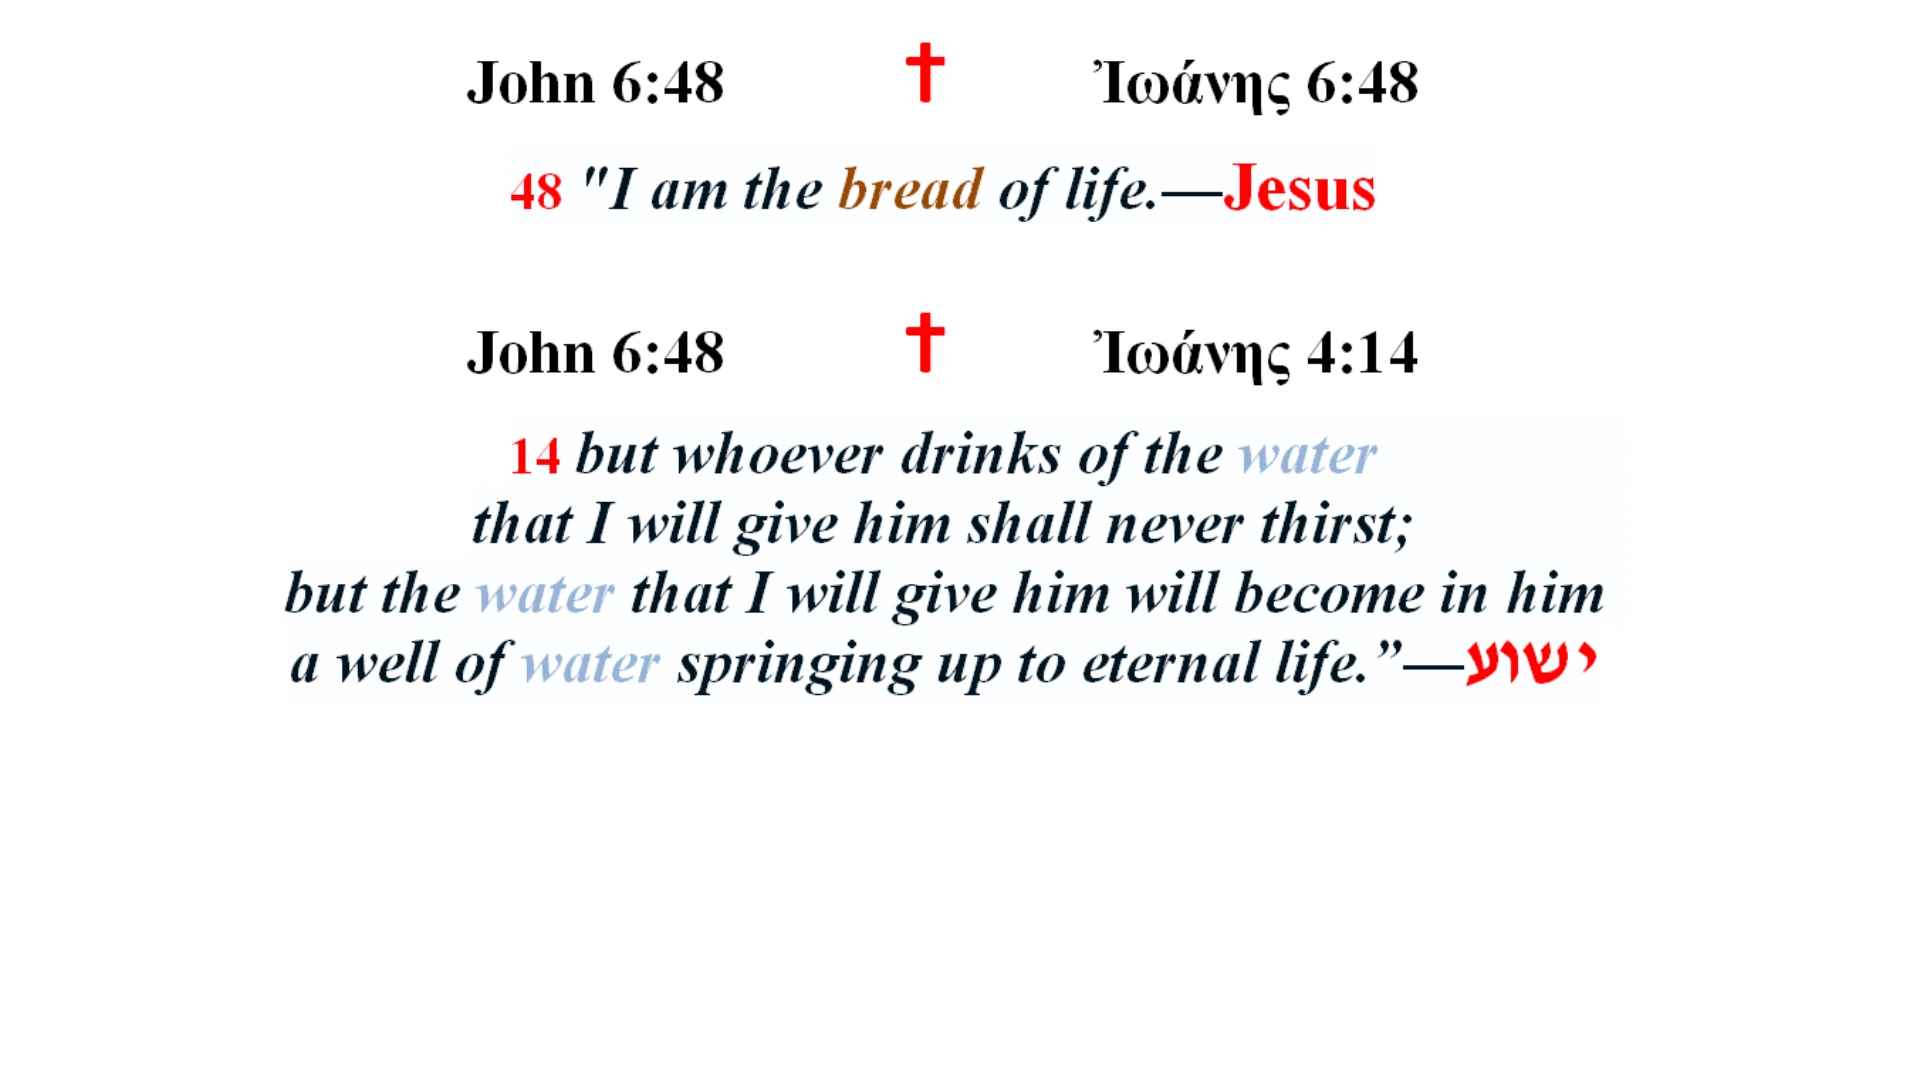 John 6:48 ✝ Ἰωάνης 6:48
48 "I am the bread of life.—Jesus
John 6:48 ✝ Ἰωάνης 4:14
14 but whoever drinks of the water
that I will give him shall never thirst;
but the water that I will give him will become in him
a well of water springing up to eternal life.”—ישוע